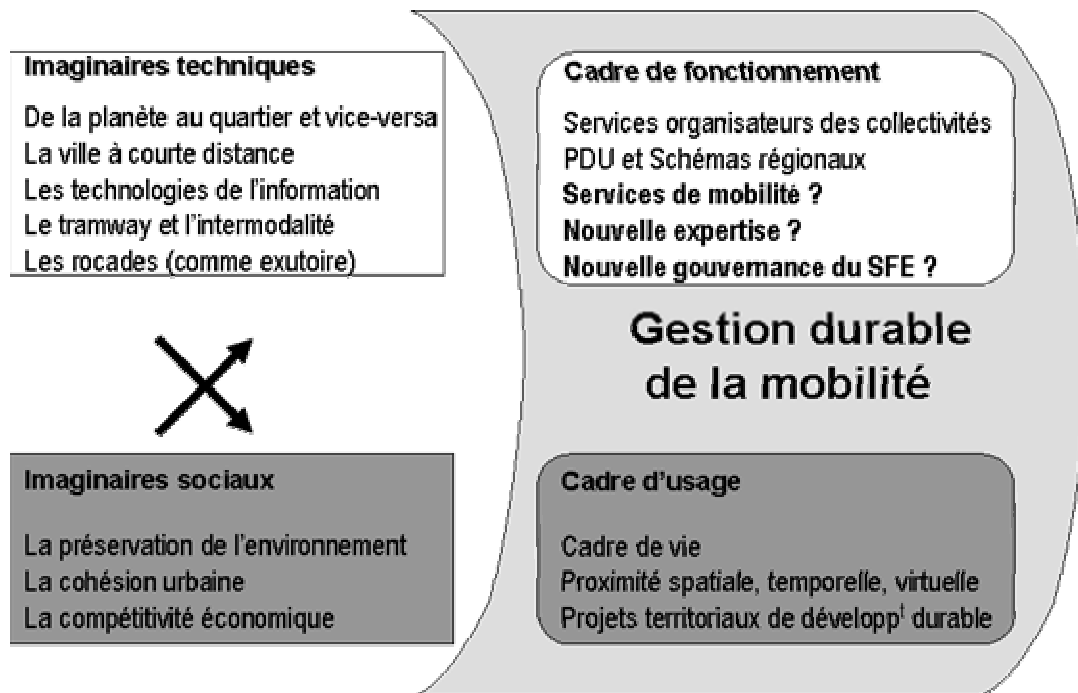 Imaginaires techniques
De la planète au quartier et vice-versa
La ville à courte distance
Les technologies de l'information
Le tramway et l'intermodalité
Les rocades (comme exutoire)
Imaginaires sociaux
La préservation de l'environnement
La cohésion urbaine
La compétitivité économique
Cadre de fonctionnement
Services organisateurs des collectivités
PDU et Schémas régionaux
Services de mobilité ?
Nouvelle expertise ?
Nouvelle gouvernance du SFE ?
Gestion durable
de la mobilité
Cadre d'usage
Cadre de vie
Proximité spatiale, temporelle, virtuelle
Projets territoriaux de développᵗ durable